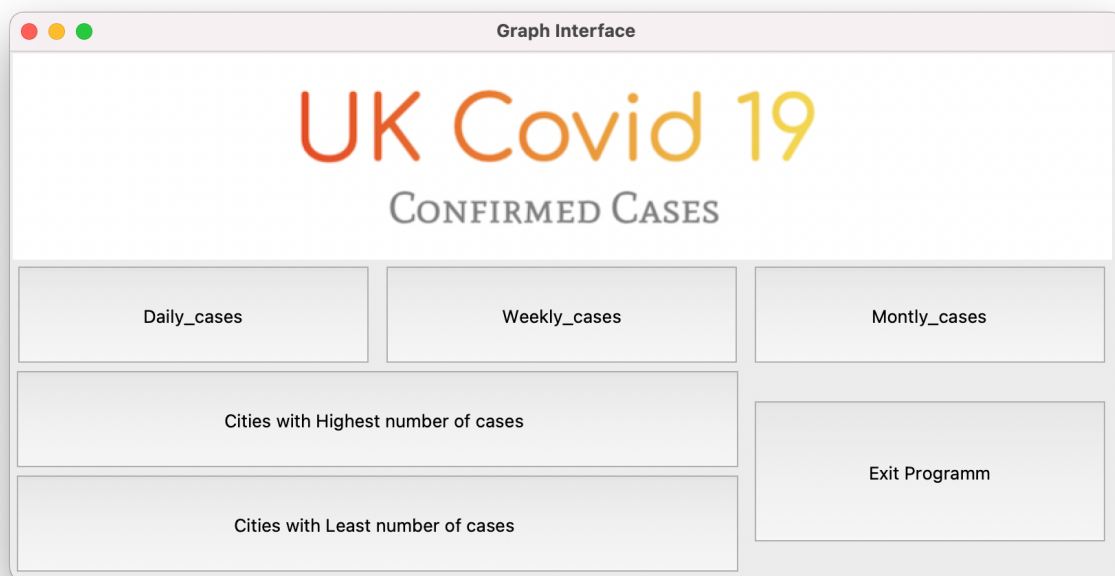 Graph Interface
UK Covid 19
Confirmed Cases
Daily_cases
Weekly_cases
Montly_cases
Cities with Highest number of cases
Exit Programm
Cities with Least number of cases